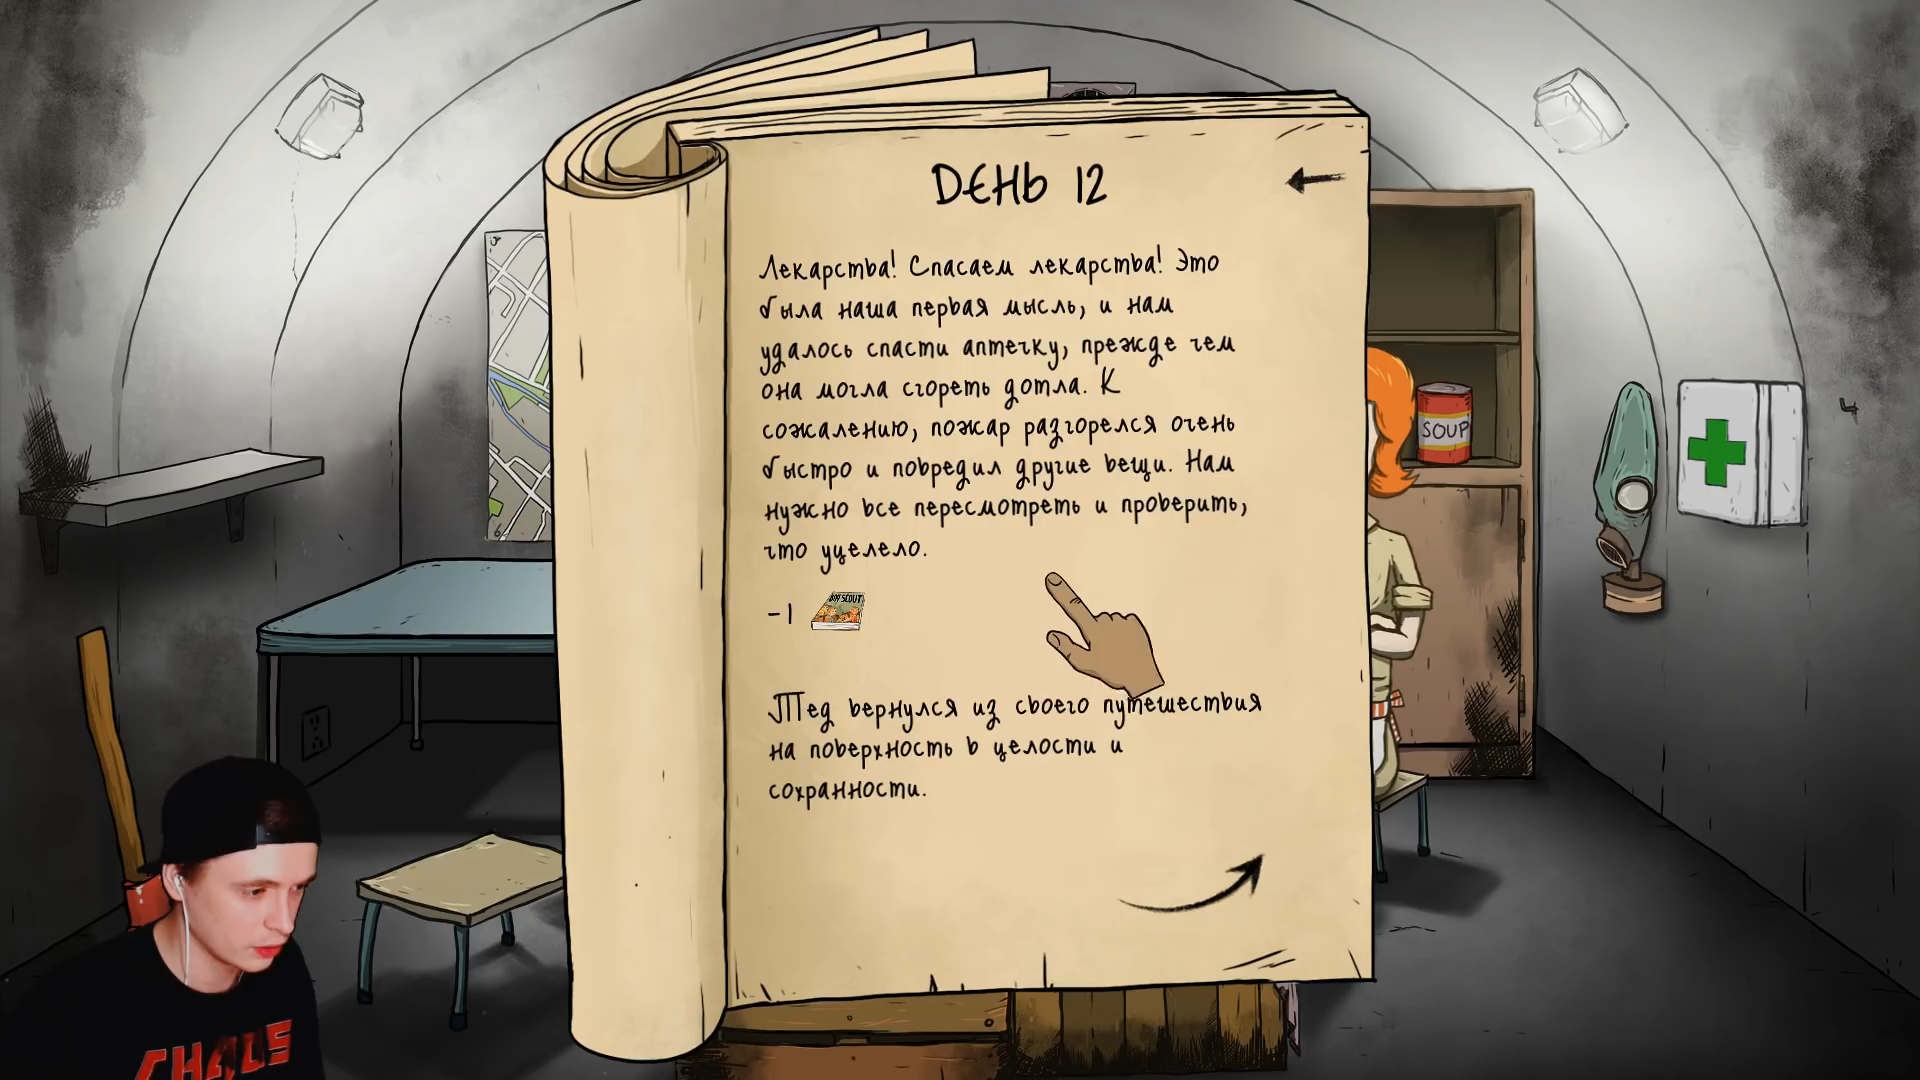 ДЕНЬ 12
Лекарства! Спасаем лекарства! Это
была наша первая мысль, и нам
удалось спасти аптечку, прежде чем
она могла сгореть дотла. К
сожалению, пожар разгорелся очень
быстро и повредил другие вещи. Нам
нужно все пересмотреть и проверить,
что уцелело.
-1
BOY SCOUT
Тед вернулся из своего путешествия
на поверхность в целости и
сохранности.
SOUP
CHAOS